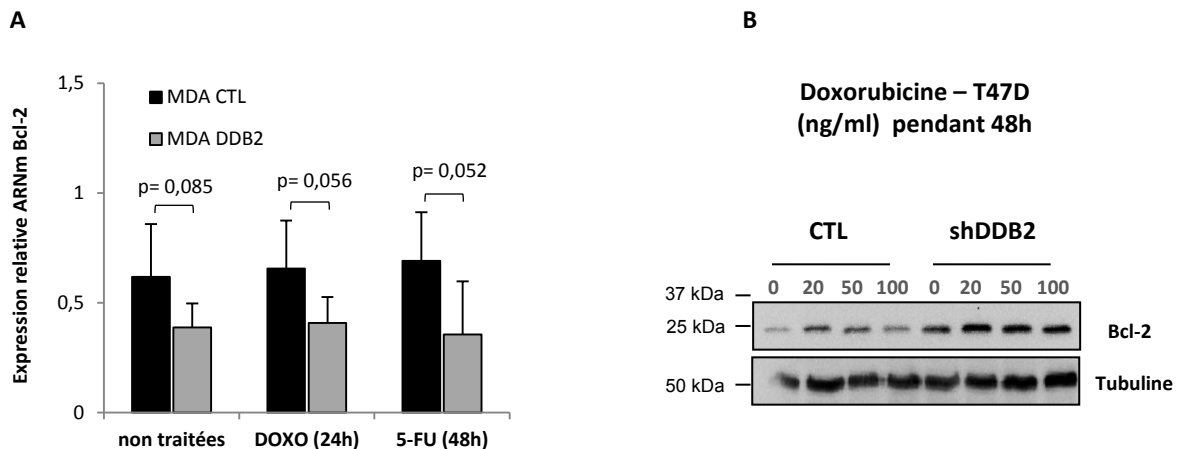 A
Expression relative ARNm Bcl-2
1,5
1
0,5
0
MDA CTL
MDA DDB2
p= 0,085
p= 0,056
p= 0,052
non traitées
DOXO (24h)
5-FU (48h)
B
Doxorubicine – T47D
(ng/ml) pendant 48h
CTL
shDDB2
0 20 50 100 0 20 50 100
37 kDa
25 kDa
Bcl-2
50 kDa
Tubuline